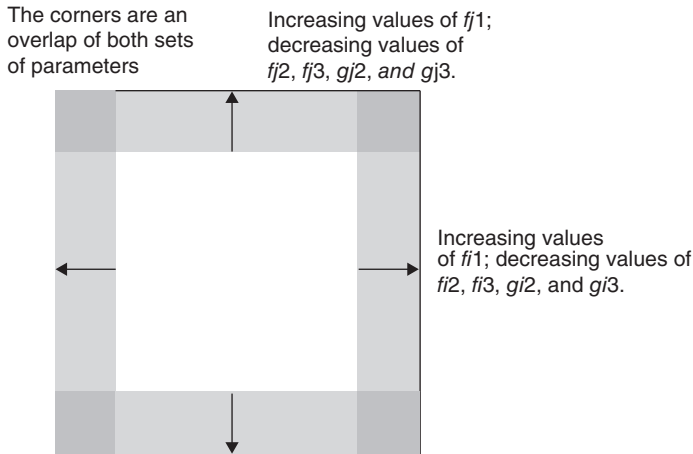 The corners are an
overlap of both sets
of parameters
Increasing values of fj1;
decreasing values of
fj2, fj3, gj2, and gj3.
Increasing values
of fi1; decreasing values of
fi2, fi3, gi2, and gi3.